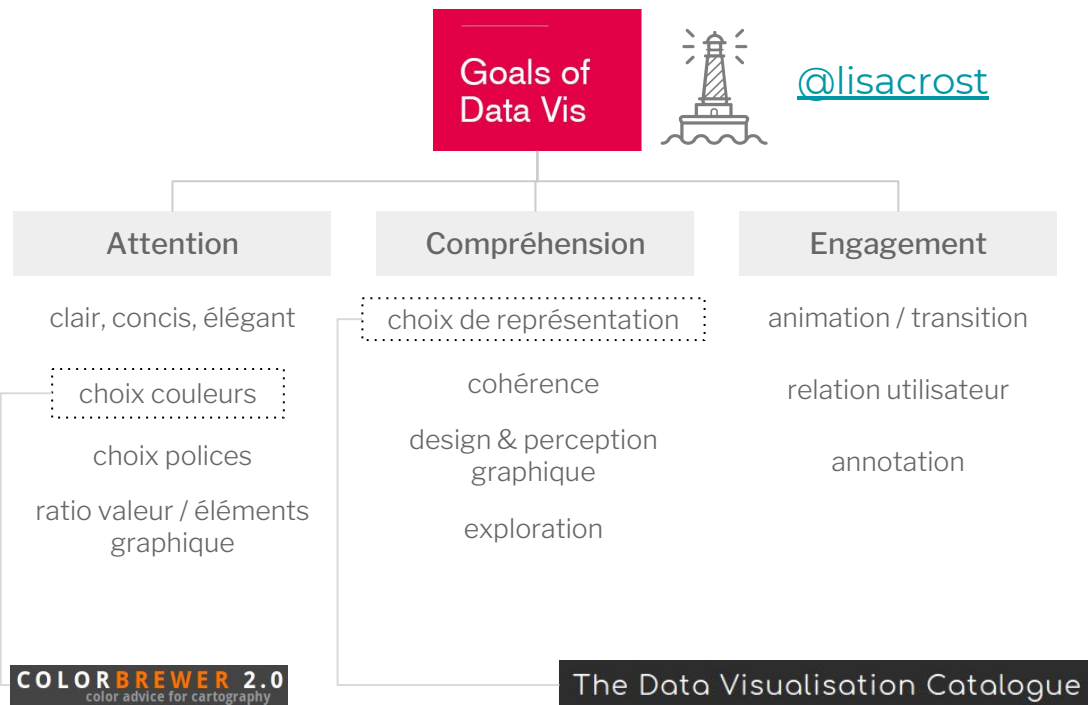 Goals of
Data Vis
@lisacrost
Attention
clair, concis, élégant
choix couleurs
choix polices
ratio valeur / éléments
graphique
Compréhension
choix de représentation
cohérence
design & perception
graphique
exploration
Engagement
animation / transition
relation utilisateur
annotation
COLORBREWER 2.0
color advice for cartography
The Data Visualisation Catalogue